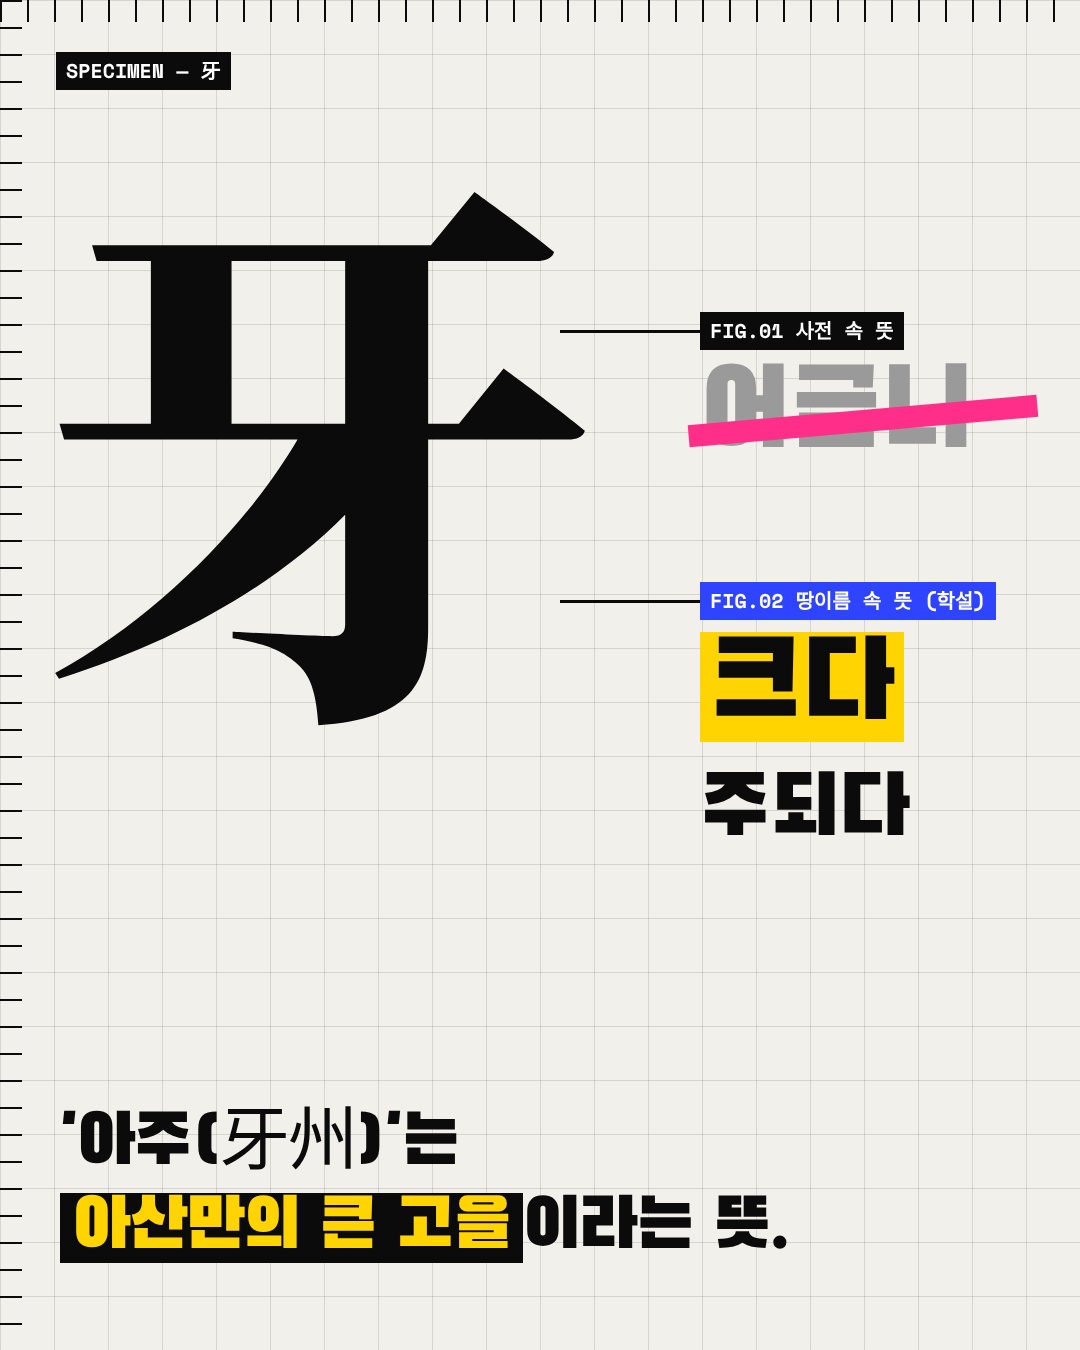 SPECIMEN — 牙
牙
FIG.01 사전 속 뜻
어금니
FIG.02 땅이름 속 뜻 (학설)
크다
주되다
'아주(牙州)'는
아산만의 큰 고을이라는 뜻.